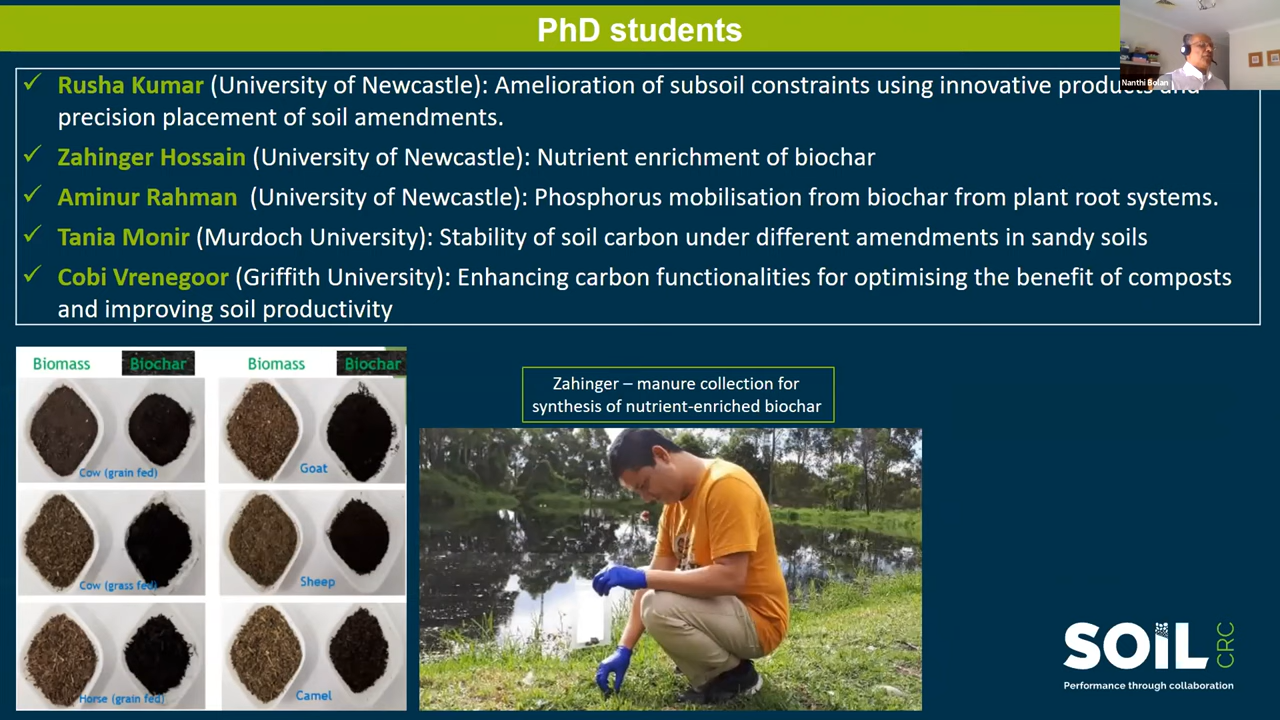 PhD students
Nanthi Bolan
✓ Rusha Kumar (University of Newcastle): Amelioration of subsoil constraints using innovative products and
precision placement of soil amendments.
✓ Zahinger Hossain (University of Newcastle): Nutrient enrichment of biochar
✓ Aminur Rahman (University of Newcastle): Phosphorus mobilisation from biochar from plant root systems.
✓ Tania Monir (Murdoch University): Stability of soil carbon under different amendments in sandy soils
✓ Cobi Vrenegoor (Griffith University): Enhancing carbon functionalities for optimising the benefit of composts
and improving soil productivity
Biomass Biochar Biomass Biochar
Cow (grain fed) Goat
Cow (grass fed) Sheep
Horse (grain fed) Camel
Zahinger – manure collection for
synthesis of nutrient-enriched biochar
SOIL CRC
Performance through collaboration